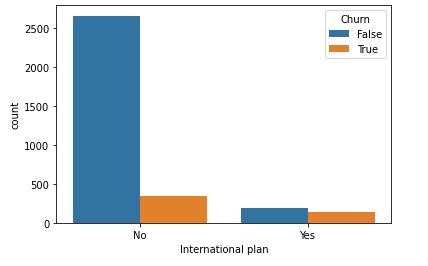 Churn
False
True
2500
2000
1500
1000
500
0
count
No
Yes
International plan